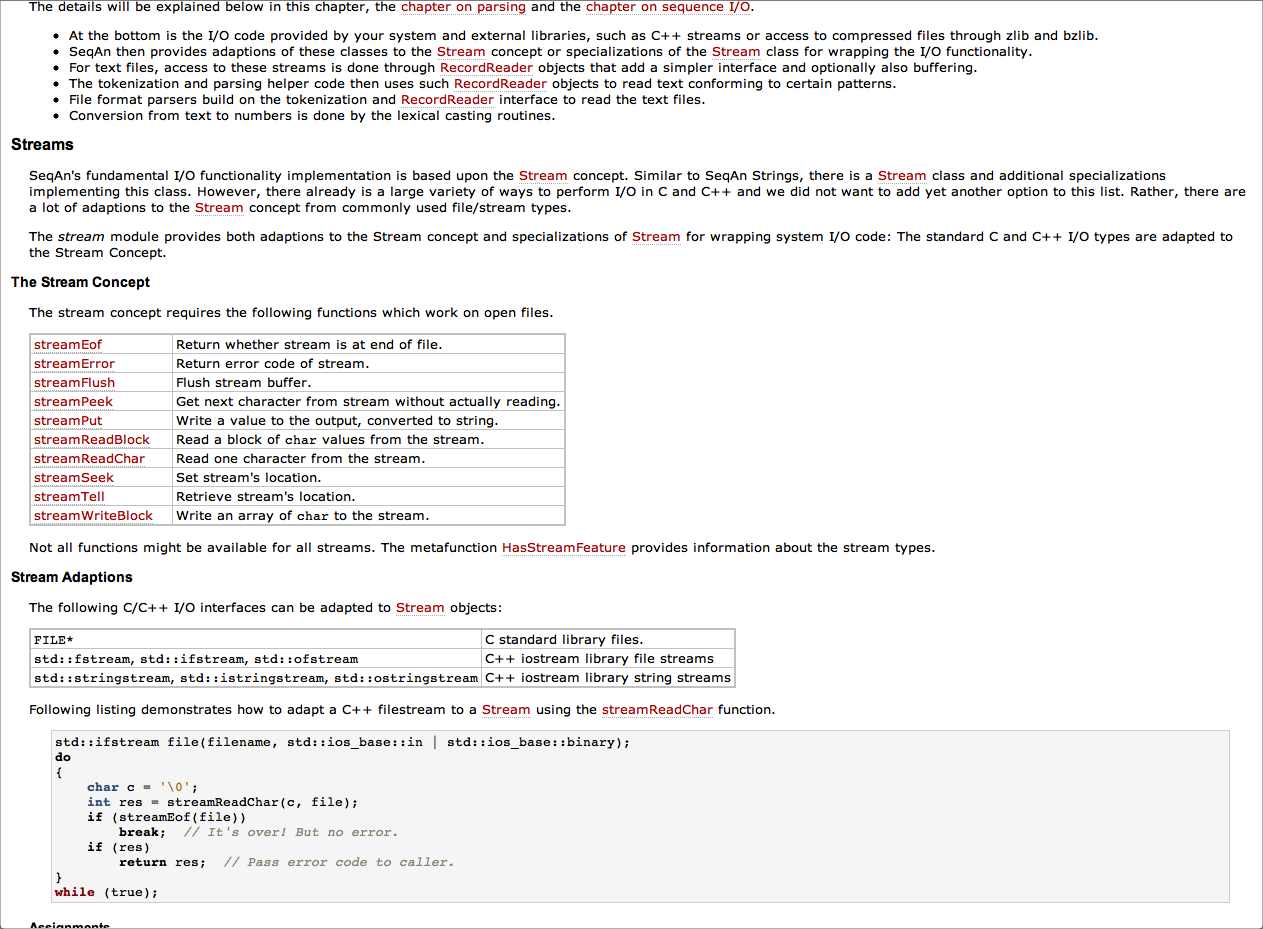 The details will be explained below in this chapter, the chapter on parsing and the chapter on sequence I/O.
• At the bottom is the I/O code provided by your system and external libraries, such as C++ streams or access to compressed files through zlib and bzlib.
• SeqAn then provides adaptions of these classes to the Stream concept or specializations of the Stream class for wrapping the I/O functionality.
• For text files, access to these streams is done through RecordReader objects that add a simpler interface and optionally also buffering.
• The tokenization and parsing helper code then uses such RecordReader objects to read text conforming to certain patterns.
• File format parsers build on the tokenization and RecordReader interface to read the text files.
• Conversion from text to numbers is done by the lexical casting routines.
Streams
SeqAn's fundamental I/O functionality implementation is based upon the Stream concept. Similar to SeqAn Strings, there is a Stream class and additional specializations
implementing this class. However, there already is a large variety of ways to perform I/O in C and C++ and we did not want to add yet another option to this list. Rather, there are
a lot of adaptions to the Stream concept from commonly used file/stream types.
The stream module provides both adaptions to the Stream concept and specializations of Stream for wrapping system I/O code: The standard C and C++ I/O types are adapted to
the Stream Concept.
The Stream Concept
The stream concept requires the following functions which work on open files.
streamEof Return whether stream is at end of file.
streamError Return error code of stream.
streamFlush Flush stream buffer.
streamPeek Get next character from stream without actually reading.
streamPut Write a value to the output, converted to string.
streamReadBlock Read a block of char values from the stream.
streamReadChar Read one character from the stream.
streamSeek Set stream's location.
streamTell Retrieve stream's location.
streamWriteBlock Write an array of char to the stream.
Not all functions might be available for all streams. The metafunction HasStreamFeature provides information about the stream types.
Stream Adaptions
The following C/C++ I/O interfaces can be adapted to Stream objects:
FILE* C standard library files.
std::fstream, std::ifstream, std::ofstream C++ iostream library file streams
std::stringstream, std::istringstream, std::ostringstream C++ iostream library string streams
Following listing demonstrates how to adapt a C++ filestream to a Stream using the streamReadChar function.
std::ifstream file(filename, std::ios_base::in | std::ios_base::binary);
do
{
    char c = '\0';
    int res = streamReadChar(c, file);
    if (streamEof(file))
        break;  // It's over! But no error.
    if (res)
        return res;  // Pass error code to caller.
}
while (true);
Assignments